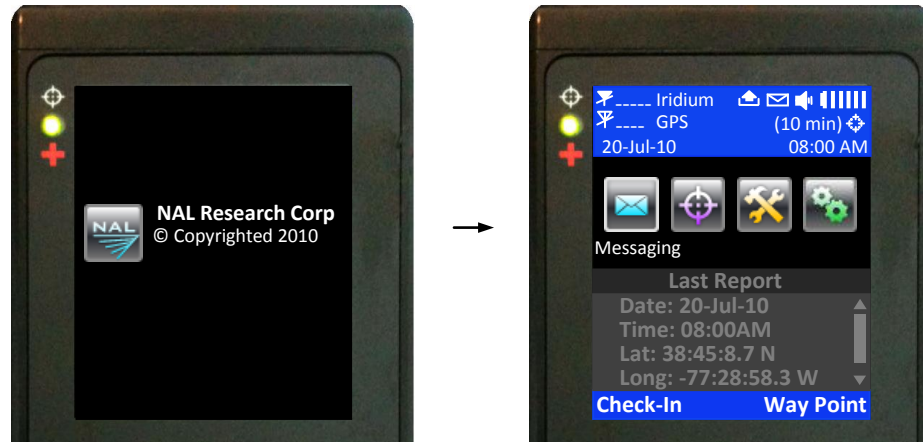 NAL
NAL Research Corp
© Copyrighted 2010
_____ Iridium
____ GPS
(10 min)
20-Jul-10
08:00 AM
Messaging
Last Report
Date: 20-Jul-10
Time: 08:00AM
Lat: 38:45:8.7 N
Long: -77:28:58.3 W
Check-In
Way Point